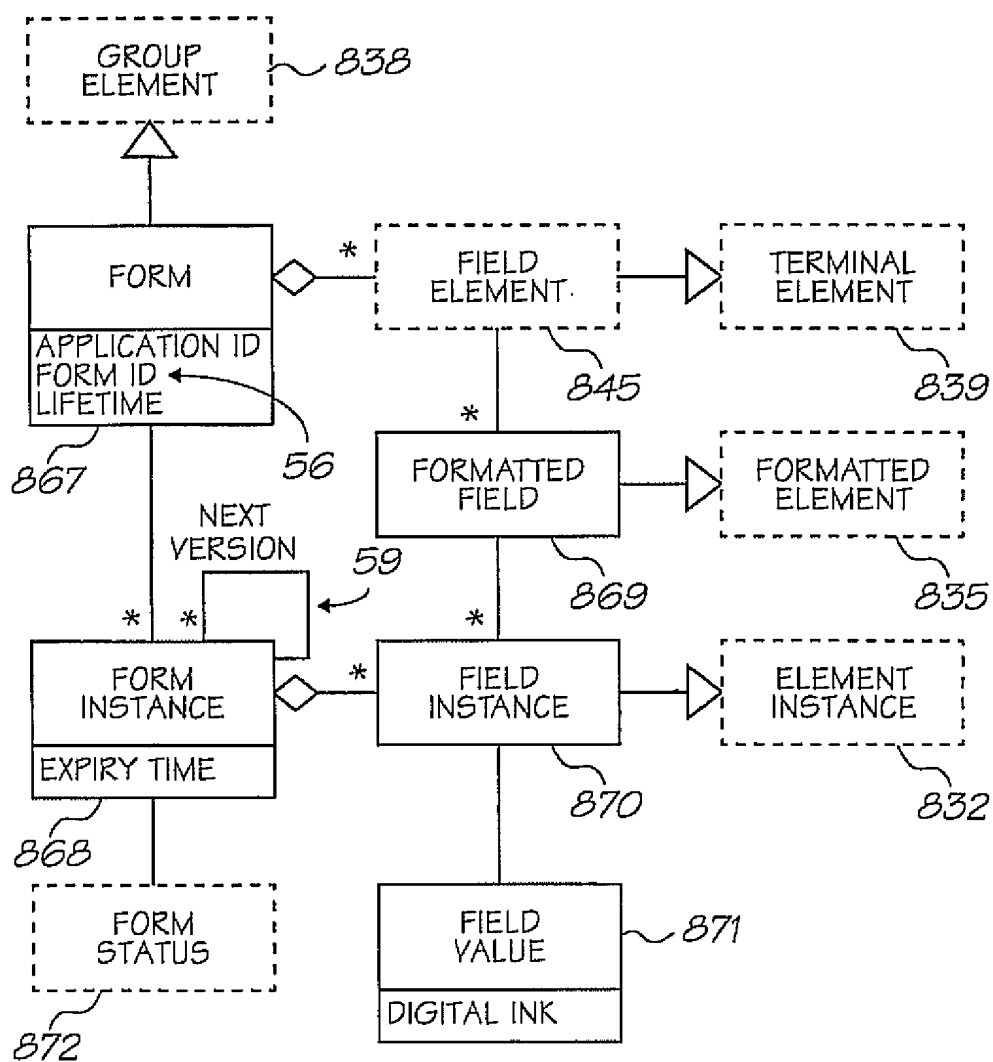 GROUP
ELEMENT
838
FORM
*
FIELD
ELEMENT
TERMINAL
ELEMENT
APPLICATION ID
FORM ID
LIFETIME
845
839
867
56
*
FORMATTED
FIELD
FORMATTED
ELEMENT
NEXT
VERSION
59
869
835
*
*
*
FORM
INSTANCE
*
FIELD
INSTANCE
ELEMENT
INSTANCE
EXPIRY TIME
870
832
868
FORM
STATUS
FIELD
VALUE
871
DIGITAL INK
872